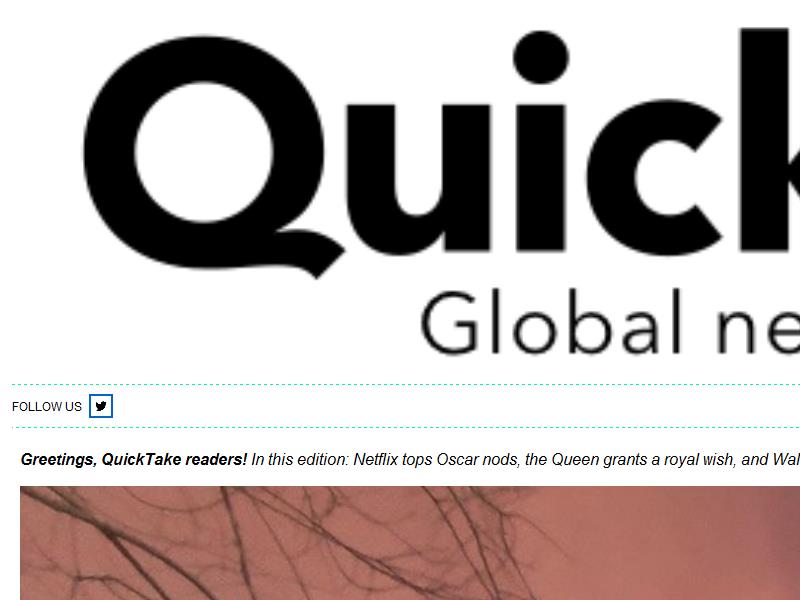 Quick
Global ne
FOLLOW US
Greetings, QuickTake readers! In this edition: Netflix tops Oscar nods, the Queen grants a royal wish, and Wal